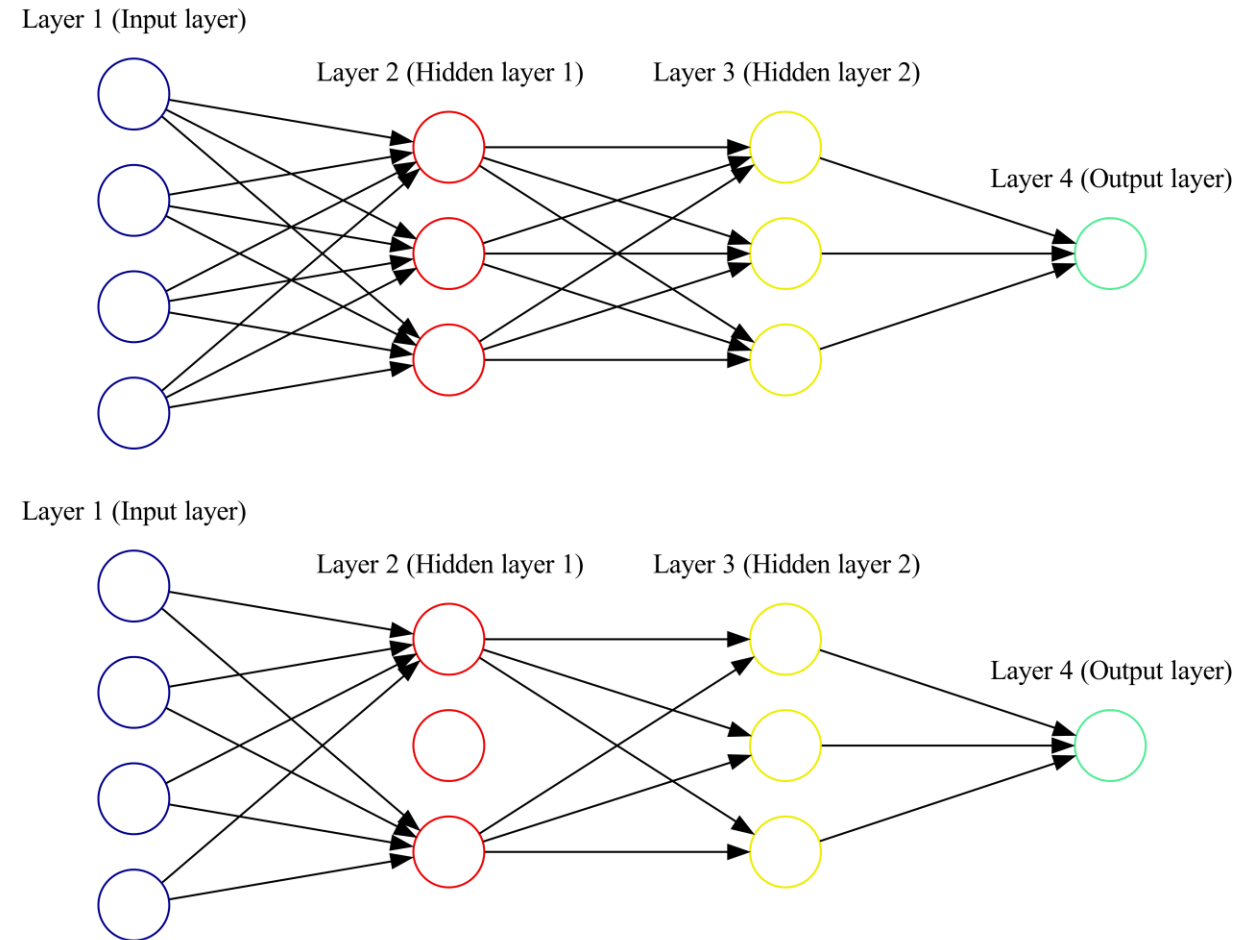 Layer 1 (Input layer)
Layer 2 (Hidden layer 1)
Layer 3 (Hidden layer 2)
Layer 4 (Output layer)
Layer 1 (Input layer)
Layer 2 (Hidden layer 1)
Layer 3 (Hidden layer 2)
Layer 4 (Output layer)